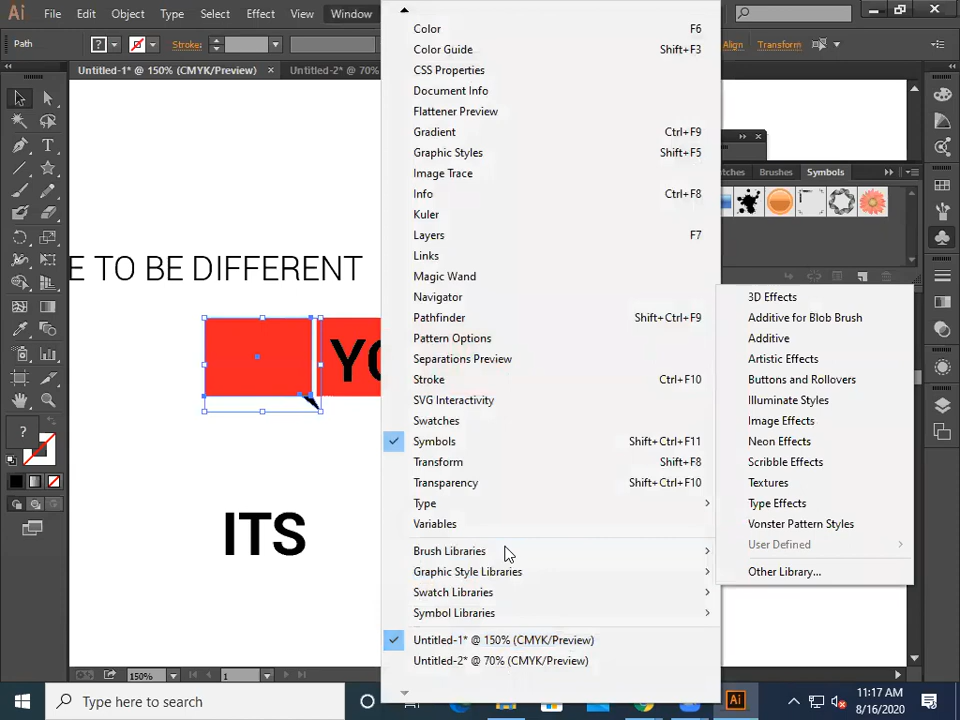 Ai File Edit Object Type Select Effect View Window
Path ? Stroke: Align Transform
Untitled-1* @ 150% (CMYK/Preview) × Untitled-2* @ 70%
Color F6
Color Guide Shift+F3
CSS Properties
Document Info
Flattener Preview
Gradient Ctrl+F9
Graphic Styles Shift+F5
Image Trace
Info Ctrl+F8
Kuler
Layers F7
Links
Magic Wand
Navigator
Pathfinder Shift+Ctrl+F9
Pattern Options
Separations Preview
Stroke Ctrl+F10
SVG Interactivity
Swatches
Symbols Shift+Ctrl+F11
Transform Shift+F8
Transparency Shift+Ctrl+F10
Type
Variables
Brush Libraries
Graphic Style Libraries
Swatch Libraries
Symbol Libraries
Untitled-1* @ 150% (CMYK/Preview)
Untitled-2* @ 70% (CMYK/Preview)
tches Brushes Symbols
3D Effects
Additive for Blob Brush
Additive
Artistic Effects
Buttons and Rollovers
Illuminate Styles
Image Effects
Neon Effects
Scribble Effects
Textures
Type Effects
Vonster Pattern Styles
User Defined
Other Library...
E TO BE DIFFERENT
YO
ITS
?
150% 1
Type here to search
Ai
11:17 AM
8/16/2020